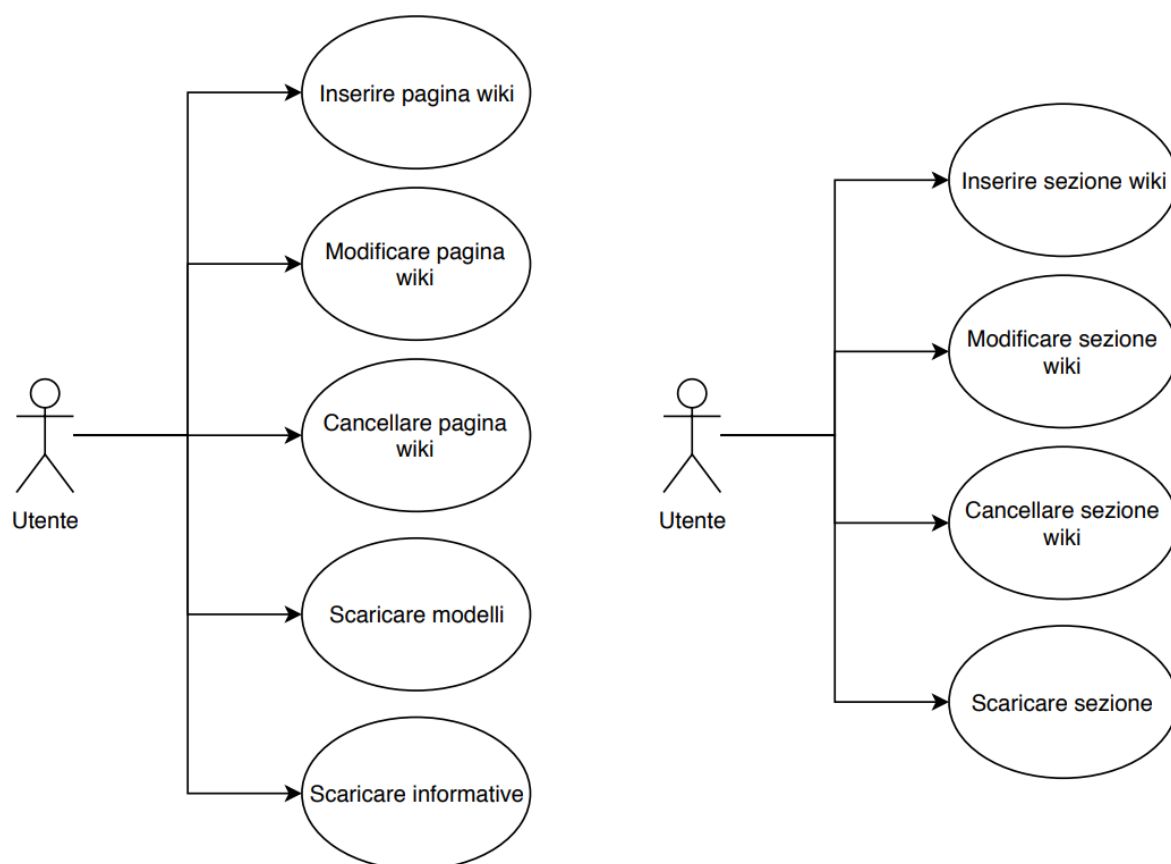 Inserire pagina wiki
Modificare pagina
wiki
Cancellare pagina
wiki
Utente
Scaricare modelli
Scaricare informative
Inserire sezione wiki
Modificare sezione
wiki
Utente
Cancellare sezione
wiki
Scaricare sezione